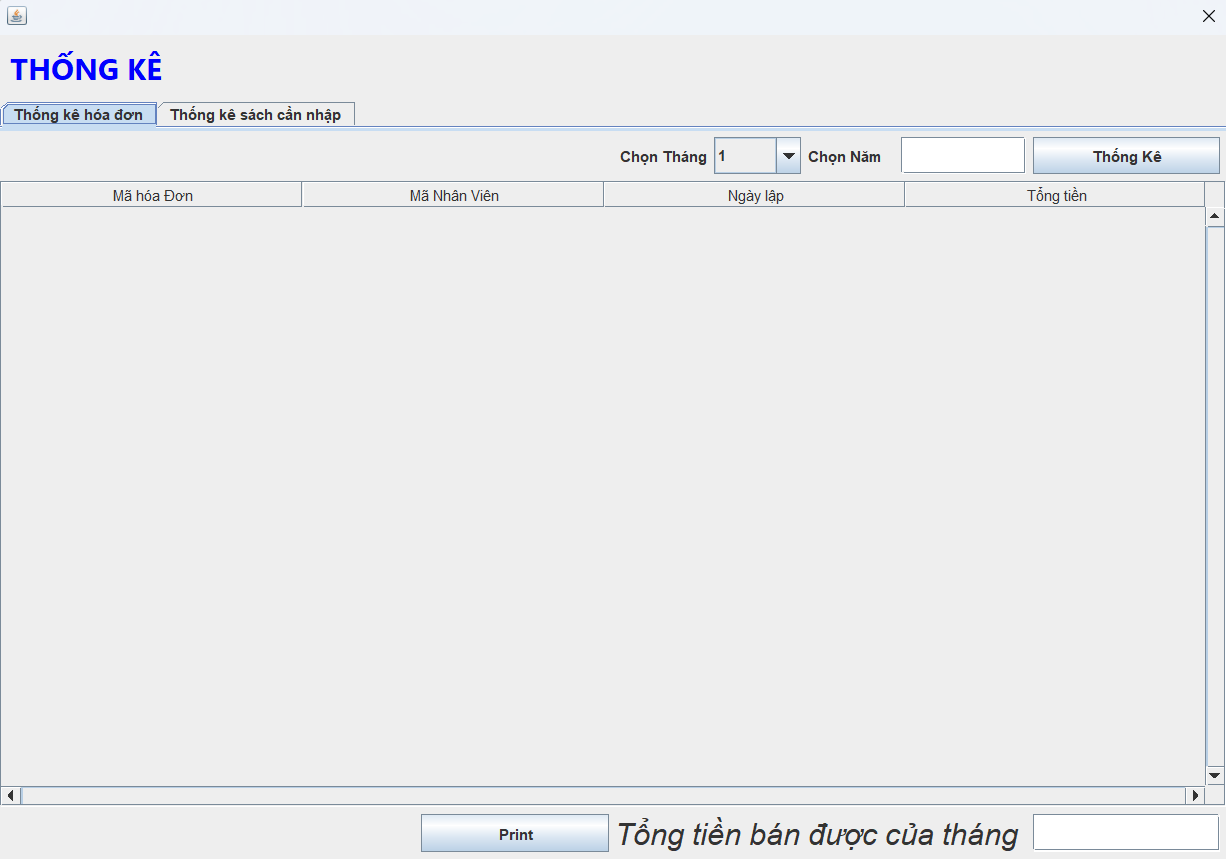 THỐNG KÊ
Thống kê hóa đơn Thống kê sách cần nhập
Chọn Tháng 1 Chọn Năm Thống Kê
Mã hóa Đơn Mã Nhân Viên Ngày lập Tổng tiền
Print Tổng tiền bán được của tháng